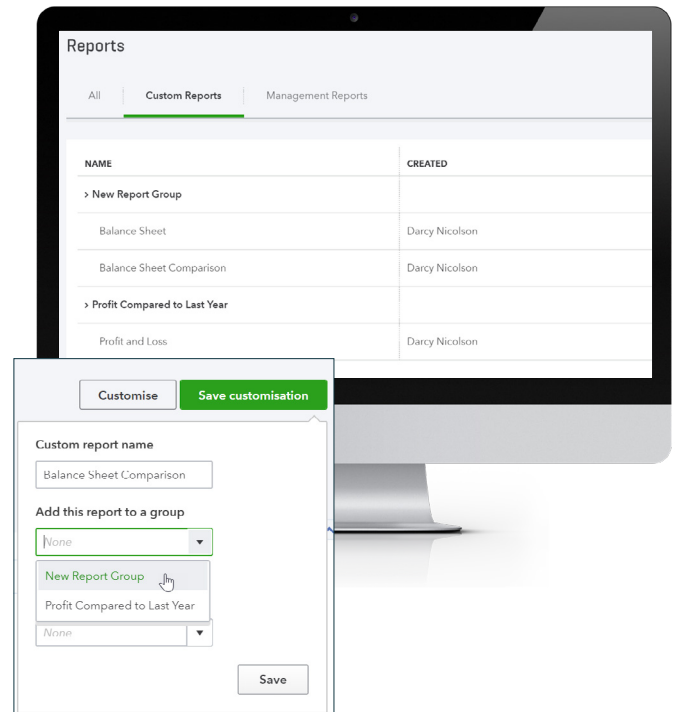 Reports
All Custom Reports Management Reports
NAME CREATED
> New Report Group
Balance Sheet Darcy Nicolson
Balance Sheet Comparison Darcy Nicolson
> Profit Compared to Last Year
Profit and Loss Darcy Nicolson
Customise Save customisation
Custom report name
Balance Sheet Comparison
Add this report to a group
None
New Report Group
Profit Compared to Last Year
None
Save